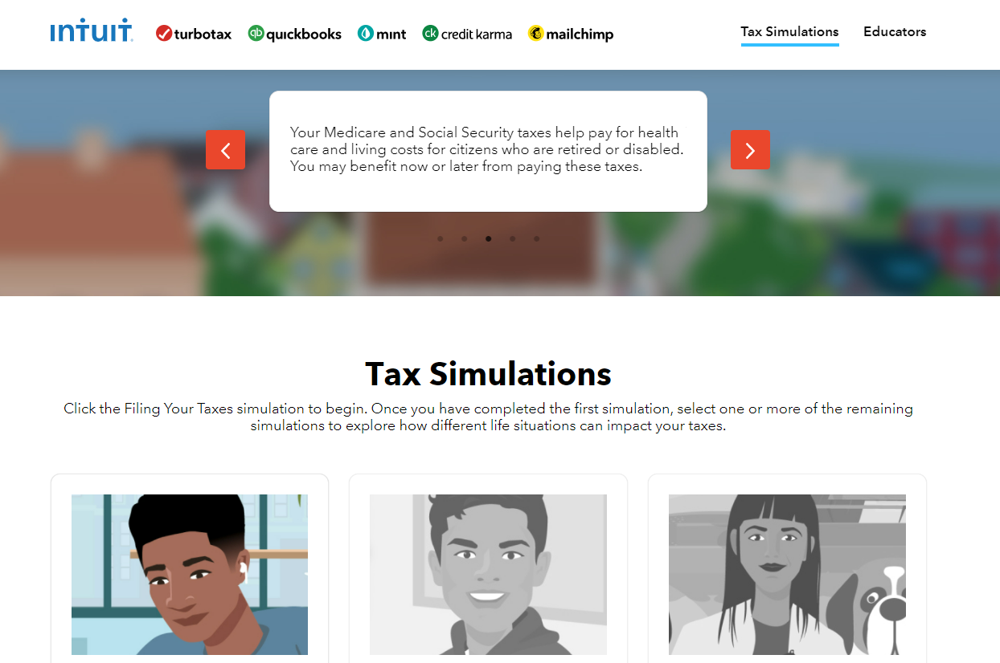 intuit turbotax qb quickbooks mint ck credit karma mailchimp Tax Simulations Educators
Your Medicare and Social Security taxes help pay for health
care and living costs for citizens who are retired or disabled.
You may benefit now or later from paying these taxes.
Tax Simulations
Click the Filing Your Taxes simulation to begin. Once you have completed the first simulation, select one or more of the remaining
simulations to explore how different life situations can impact your taxes.